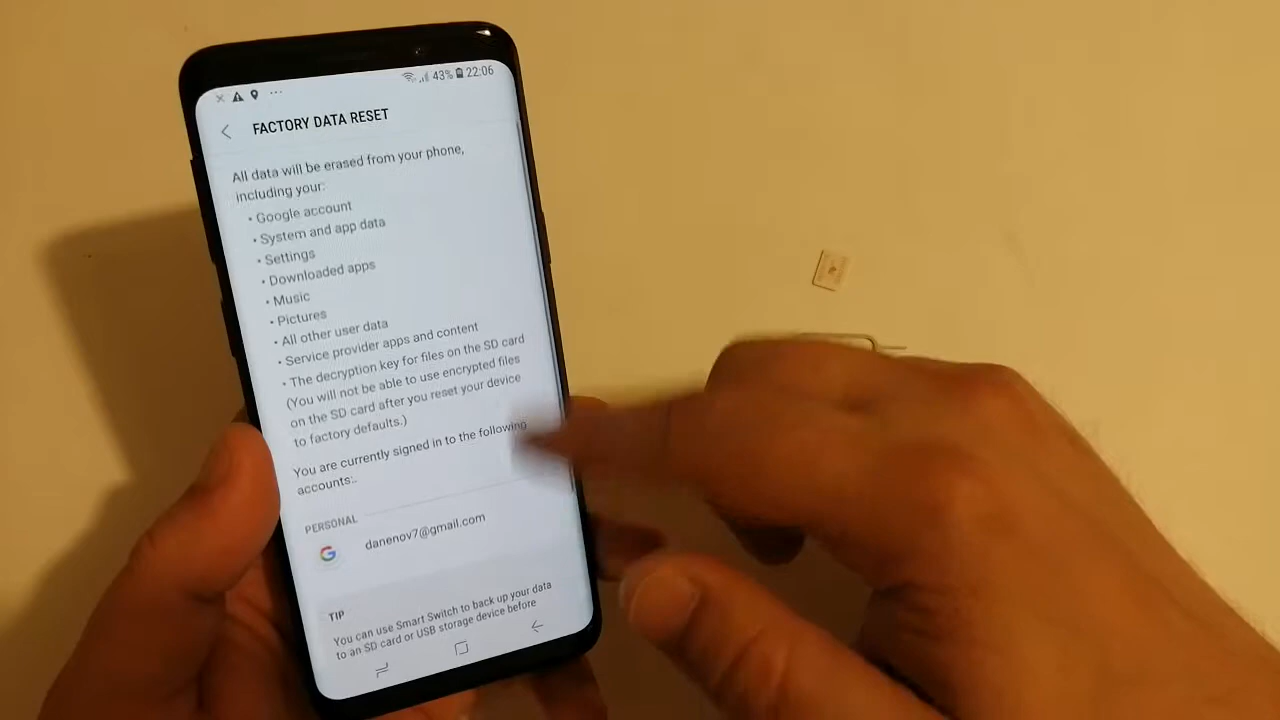 43% 22:06
FACTORY DATA RESET
All data will be erased from your phone,
including your:
• Google account
• System and app data
• Settings
• Downloaded apps
• Music
• Pictures
• All other user data
• Service provider apps and content
• The decryption key for files on the SD card
(You will not be able to use encrypted files
on the SD card after you reset your device
to factory defaults.)
You are currently signed in to the following
accounts:.
PERSONAL
G danenov7@gmail.com
TIP
You can use Smart Switch to back up your data
to an SD card or USB storage device before